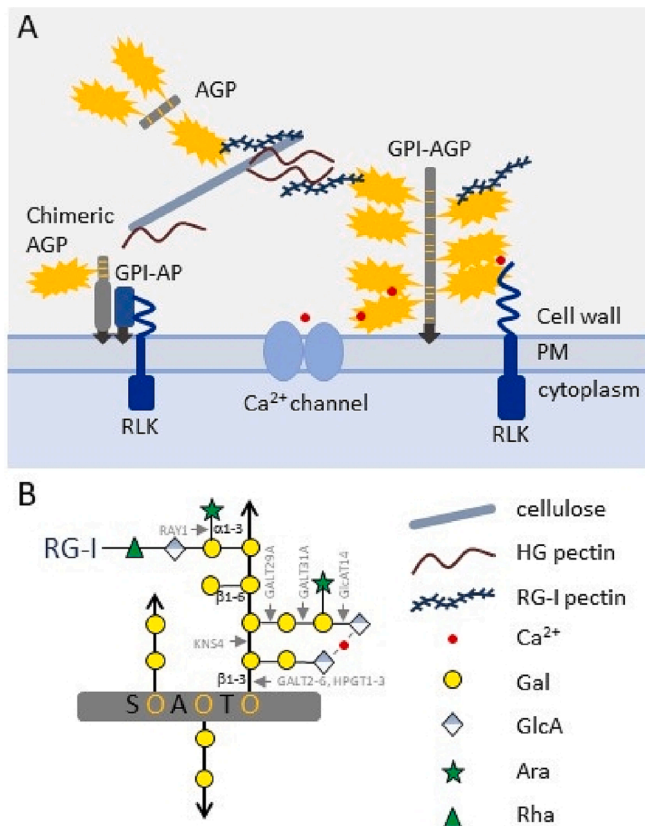 A
AGP
GPI-AGP
Chimeric
AGP
GPI-AP
Cell wall
PM
Ca²⁺ channel
cytoplasm
RLK
RLK
B
RAY1
α1-3
RG-I
GALT29A
GALT31A
GlcAT14
β1-6
KNS4
β1-3
GALT2-6, HPGT1-3
S O A O T O
cellulose
HG pectin
RG-I pectin
Ca²⁺
Gal
GlcA
Ara
Rha